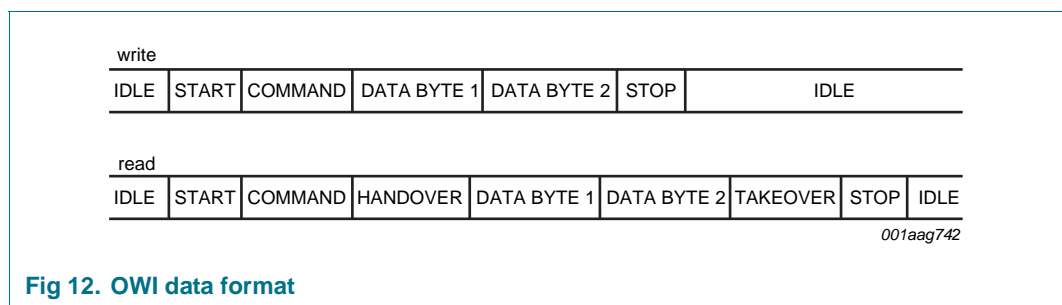 write
IDLE START COMMAND DATA BYTE 1 DATA BYTE 2 STOP IDLE
read
IDLE START COMMAND HANDOVER DATA BYTE 1 DATA BYTE 2 TAKEOVER STOP IDLE
001aag742
Fig 12. OWI data format